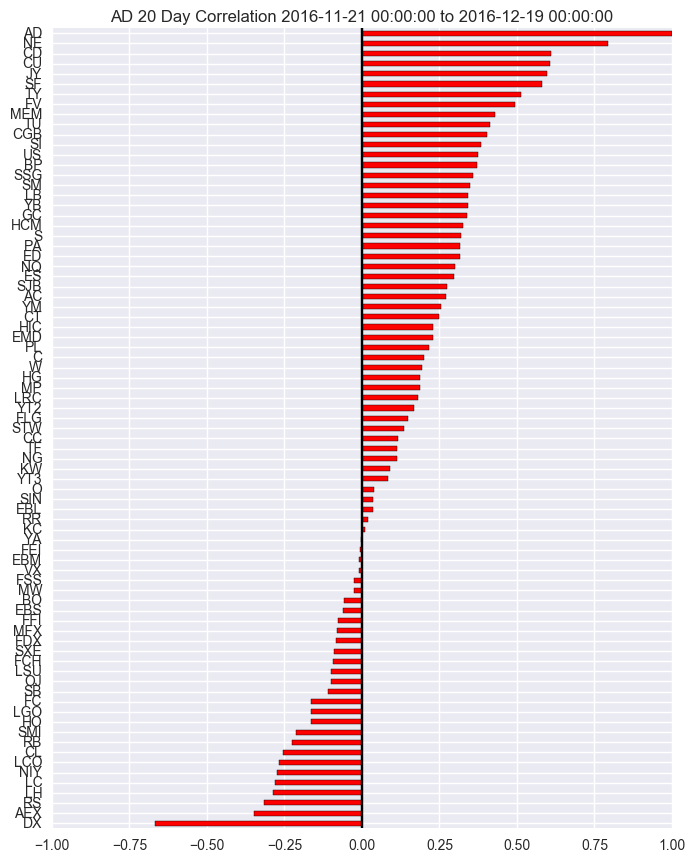 AD 20 Day Correlation 2016-11-21 00:00:00 to 2016-12-19 00:00:00
AD
NE
CD
CU
JY
SF
TY
FV
MEM
TU
CGB
SI
US
BP
SSG
SM
LB
YB
GC
HCM
S
PA
ED
NQ
ES
SJB
AC
YM
CT
HIC
EMD
PL
C
W
HG
MP
LRC
YT2
FLG
STW
CC
TF
NG
KW
YT3
O
SIN
EBL
RR
KC
YA
EBM
VX
FSS
MW
BO
EBS
FFI
MFX
FDX
SXE
FCH
LSU
OJ
SB
FC
LGO
HO
SMI
RB
CL
LCO
NIY
LC
LH
RS
AEX
DX
−1.00 −0.75 −0.50 −0.25 0.00 0.25 0.50 0.75 1.00